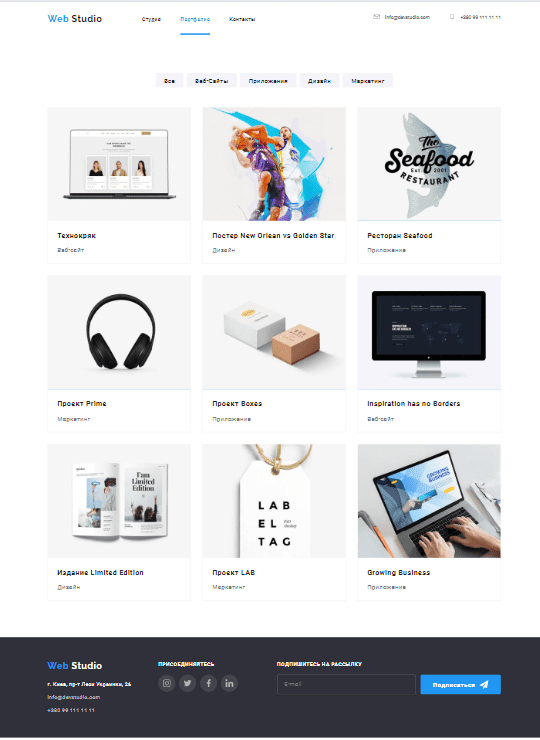 Web Studio
Студия Портфолио Контакты
info@devstudio.com +380 99 111 11 11
Все Веб-Сайты Приложения Дизайн Маркетинг
The
Seafood
Est. 2001
RESTAURANT
Технокряк
Веб-сайт
Постер New Orlean vs Golden Star
Дизайн
Ресторан Seafood
Приложение
Проект Prime
Маркетинг
Проект Boxes
Приложение
Inspiration has no Borders
Веб-сайт
I am
Limited
Edition
LAB
EL
TAG
GROWING
BUSINESS
Издание Limited Edition
Дизайн
Проект LAB
Маркетинг
Growing Business
Приложение
Web Studio
г. Киев, пр-т Леси Украинки, 26
info@devstudio.com
+380 99 111 11 11
ПРИСОЕДИНЯЙТЕСЬ
in
ПОДПИШИТЕСЬ НА РАССЫЛКУ
E-mail
Подписаться